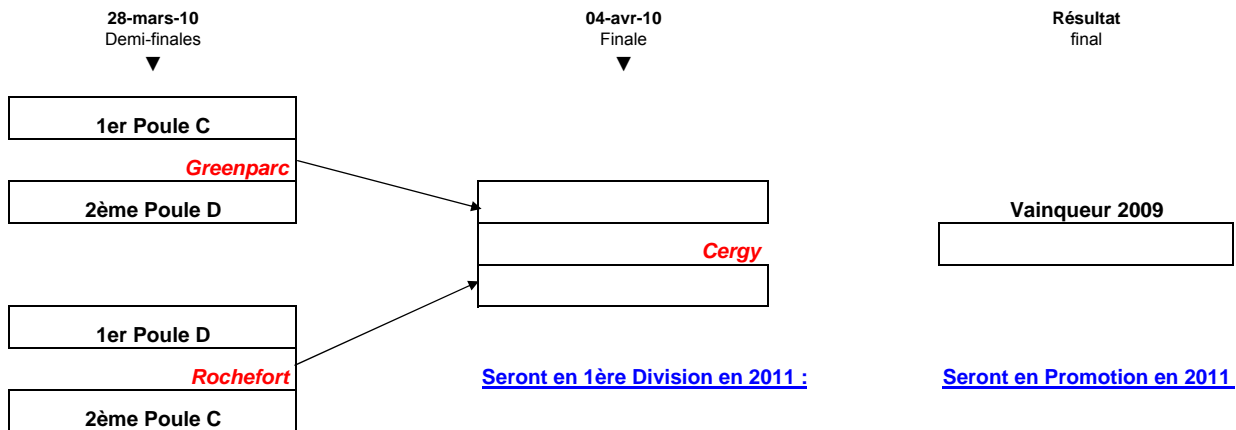 28-mars-10
Demi-finales
▼
04-avr-10
Finale
▼
Résultat
final
1er Poule C
Greenparc
2ème Poule D
Cergy
Vainqueur 2009
1er Poule D
Rochefort
2ème Poule C
Seront en 1ère Division en 2011 :
Seront en Promotion en 2011